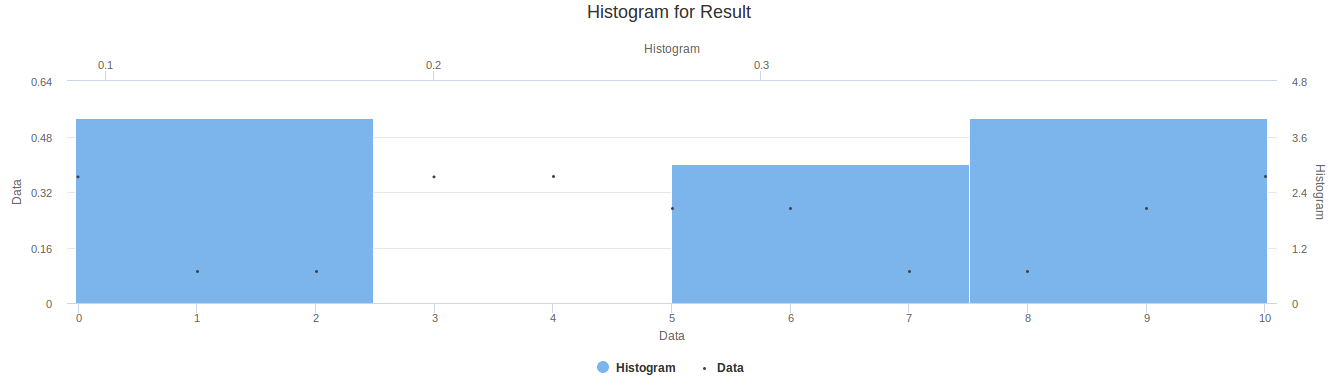 Histogram for Result
Histogram
0.1 0.2 0.3
0.64 4.8
0.48 3.6
Data 0.32 2.4 Histogram
0.16 1.2
0 0
0 1 2 3 4 5 6 7 8 9 10
Data
Histogram Data